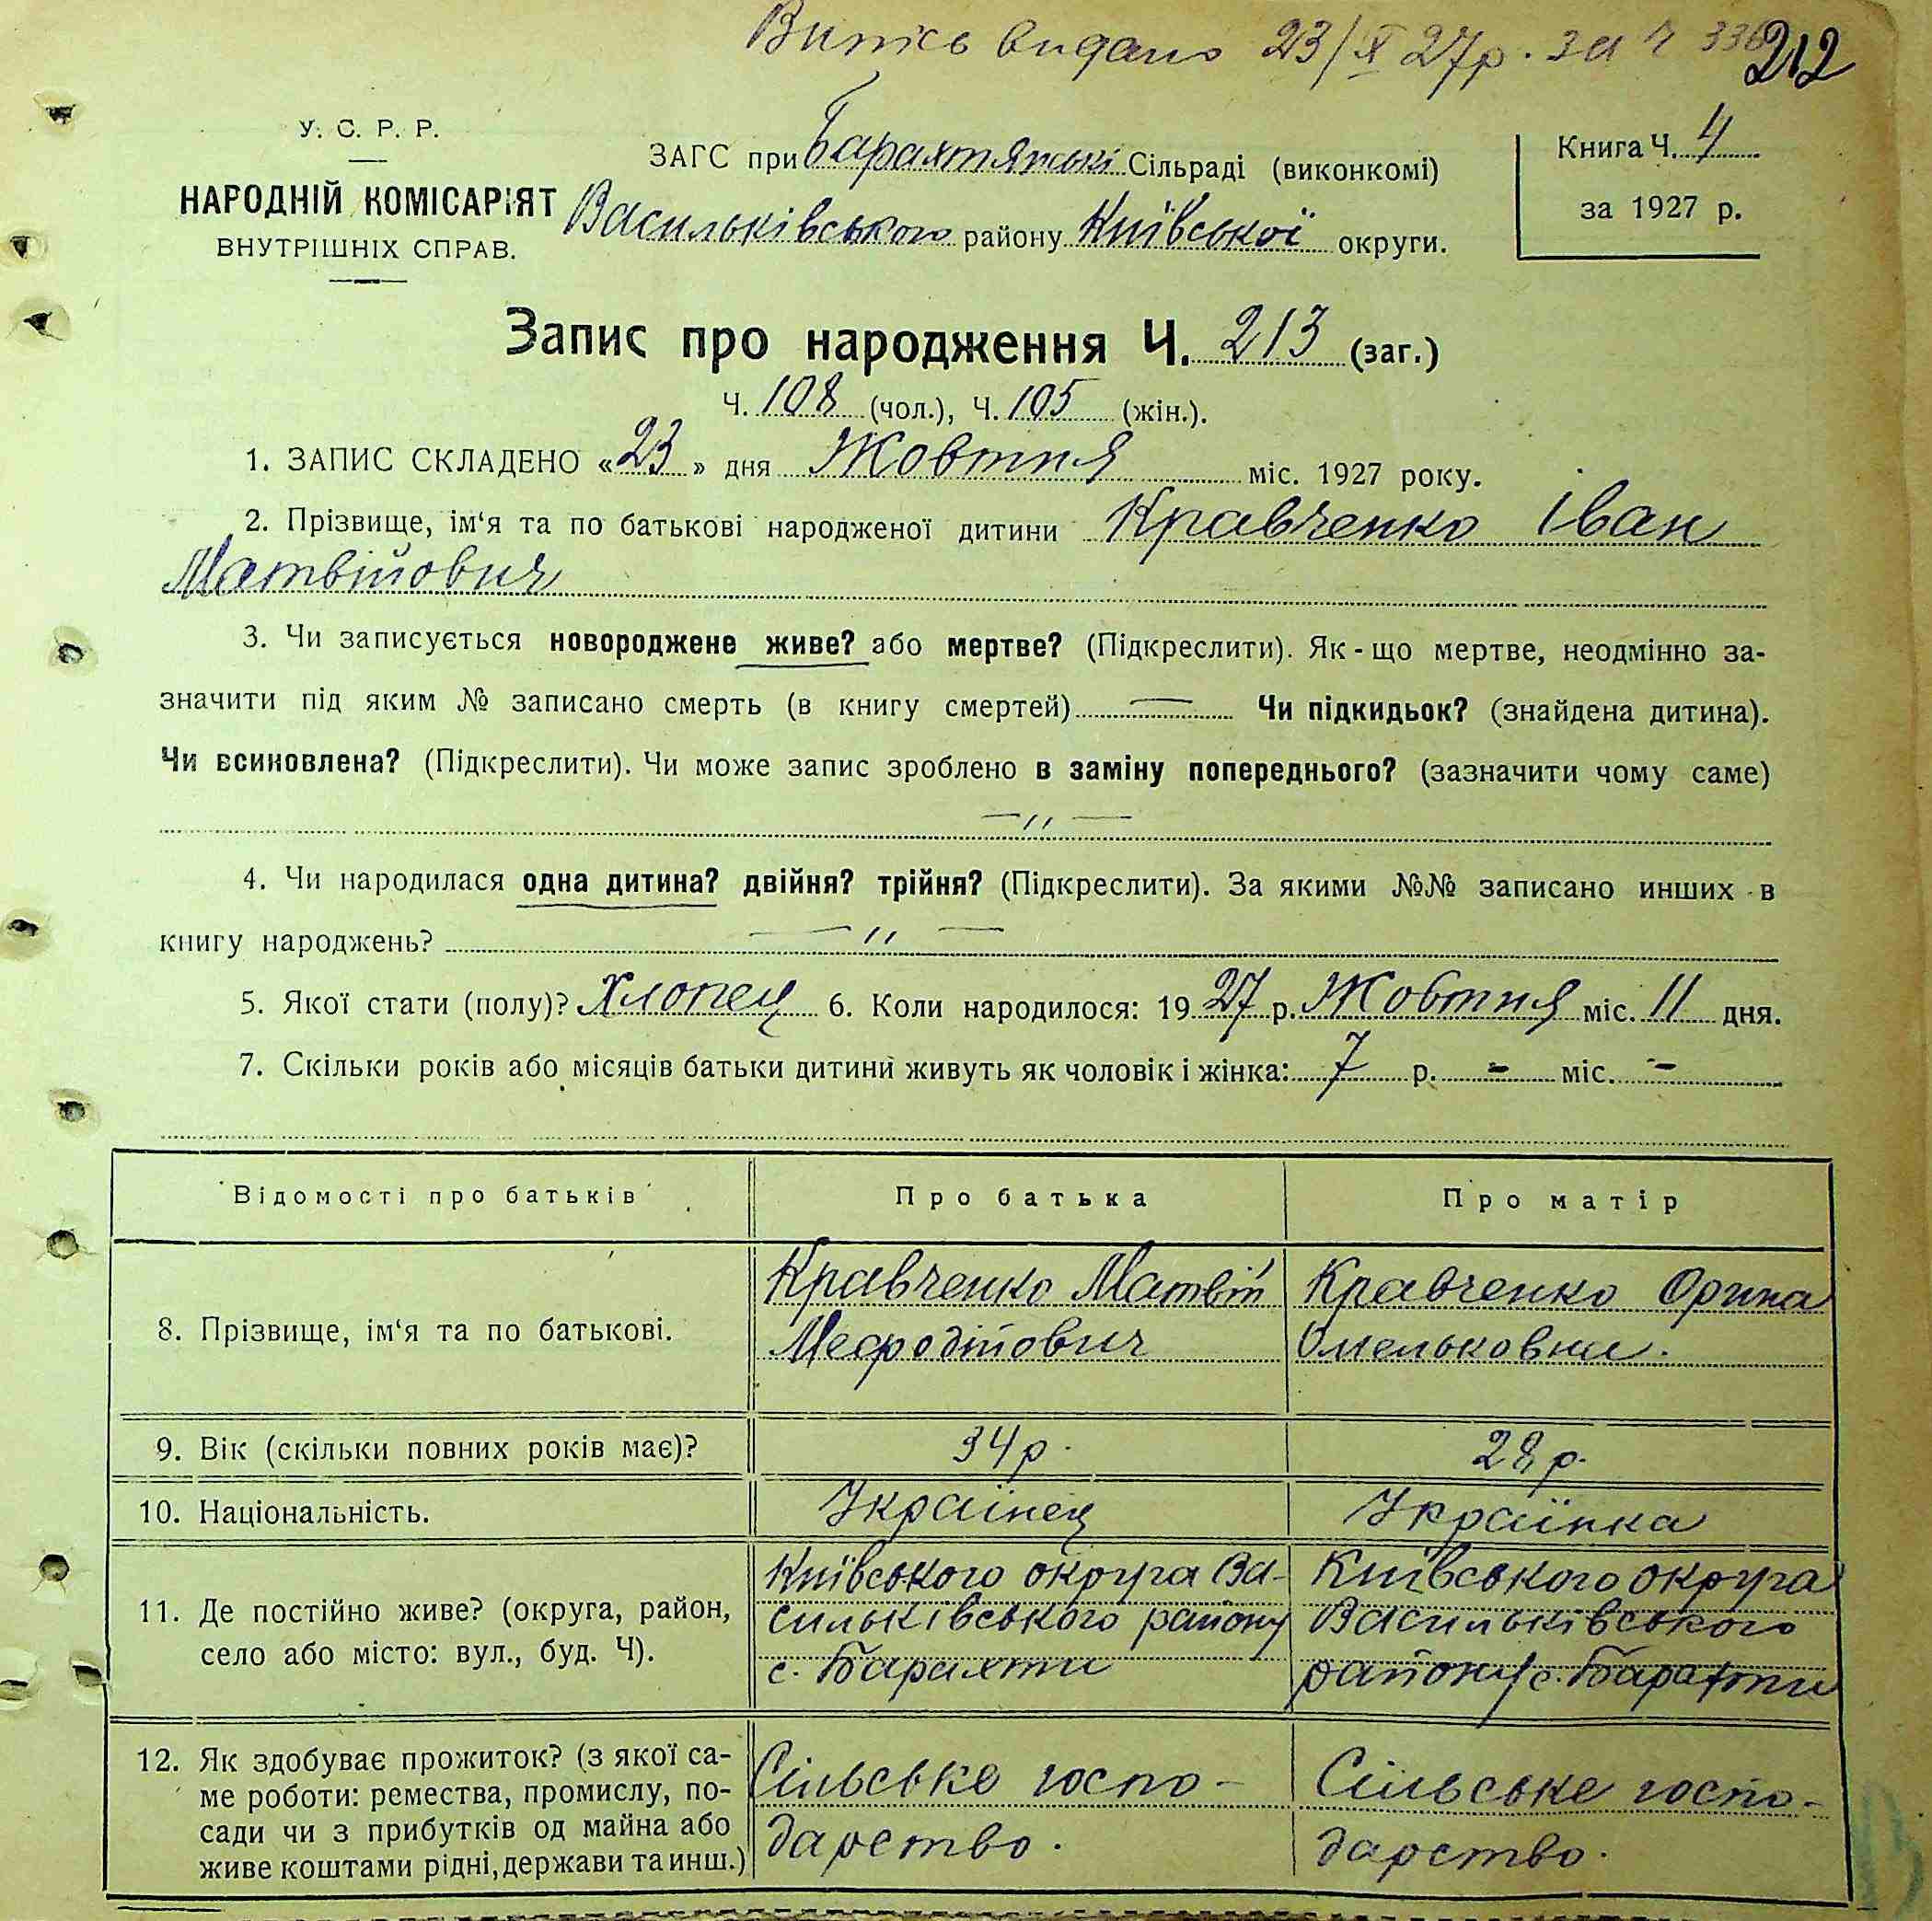 Випісь видано 23/X 27р. за Ч 336
212
У. С. Р. Р.
НАРОДНІЙ КОМІСАРІЯТ
ВНУТРІШНІХ СПРАВ.
ЗАГС при Барахтянські Сільраді (виконкомі)
Васильківського району Київської округи.
Книга Ч. 4
за 1927 р.
Запис про народження Ч. 213 (заг.)
Ч. 108 (чол.), Ч. 105 (жін.).
1. ЗАПИС СКЛАДЕНО «23» дня Жовтня міс. 1927 року.
2. Прізвище, ім‘я та по батькові народженої дитини Кравченко Іван
Матвійович
3. Чи записується новороджене живе? або мертве? (Підкреслити). Як-що мертве, неодмінно за-
значити під яким № записано смерть (в книгу смертей) — Чи підкидьок? (знайдена дитина).
Чи всиновлена? (Підкреслити). Чи може запис зроблено в заміну попереднього? (зазначити чому саме)
— " —
4. Чи народилася одна дитина? двійня? трійня? (Підкреслити). За якими №№ записано инших в
книгу народжень? — " —
5. Якої стати (полу)? Хлопец 6. Коли народилося: 1927 р. Жовтня міс. 11 дня.
7. Скільки років або місяців батьки дитини живуть як чоловік і жінка: 7 р. - міс. -
Відомості про батьків
Про батька
Про матір
8. Прізвище, ім‘я та по батькові.
Кравченко Матвій
Мефодійович
Кравченко Орина
Омельковни.
9. Вік (скільки повних років має)?
34р.
28р.
10. Національність.
Українец
Українка
11. Де постійно живе? (округа, район,
село або місто: вул., буд. Ч).
Київського округа Ва-
сильківського району
с. Барахти
Київського округа
Васильківського
району с. Барахти
12. Як здобуває прожиток? (з якої са-
ме роботи: ремества, промислу, по-
сади чи з прибутків од майна або
живе коштами рідні, держави та инш.)
Сільське госпо-
дарство.
Сільське госпо-
дарство.